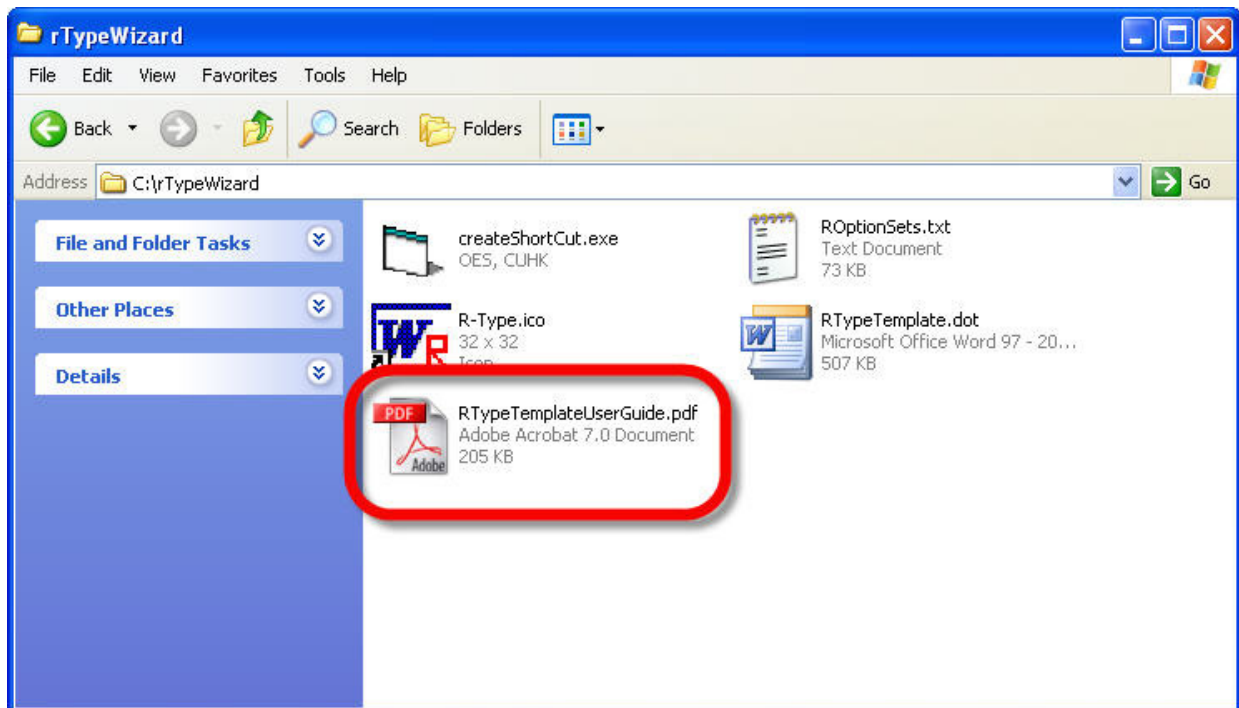 rTypeWizard
File Edit View Favorites Tools Help
Back Search Folders
Address C:\rTypeWizard Go
File and Folder Tasks
Other Places
Details
createShortCut.exe
OES, CUHK
ROptionSets.txt
Text Document
73 KB
W R
R-Type.ico
32 x 32
Icon
W
RTypeTemplate.dot
Microsoft Office Word 97 - 20...
507 KB
PDF
Adobe
RTypeTemplateUserGuide.pdf
Adobe Acrobat 7.0 Document
205 KB